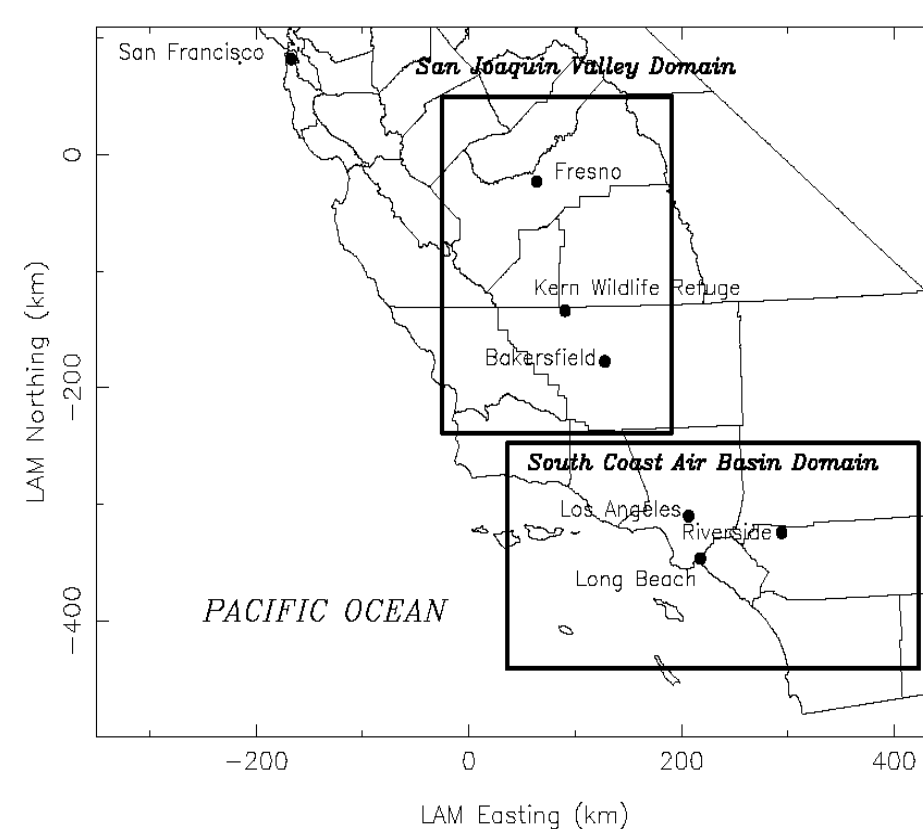 San Francisco
San Joaquin Valley Domain
Fresno
Kern Wildlife Refuge
Bakersfield
South Coast Air Basin Domain
Los Angeles
Riverside
Long Beach
PACIFIC OCEAN
0
−200
−400
LAM Northing (km)
−200
0
200
400
LAM Easting (km)